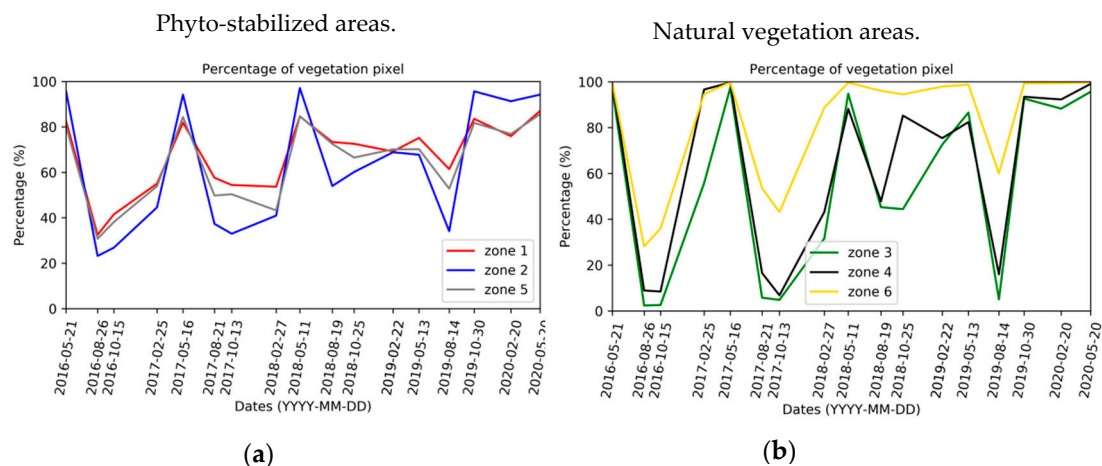 Phyto-stabilized areas.
Natural vegetation areas.
Percentage of vegetation pixel
100
80
60
40
20
0
Percentage (%)
zone 1
zone 2
zone 5
2016-05-21
2016-08-26
2016-10-15
2017-02-25
2017-05-16
2017-08-21
2017-10-13
2018-02-27
2018-05-11
2018-08-19
2018-10-25
2019-02-22
2019-05-13
2019-08-14
2019-10-30
2020-02-20
2020-05-20
Dates (YYYY-MM-DD)
(a)
Percentage of vegetation pixel
100
80
60
40
20
0
Percentage (%)
zone 3
zone 4
zone 6
2016-05-21
2016-08-26
2016-10-15
2017-02-25
2017-05-16
2017-08-21
2017-10-13
2018-02-27
2018-05-11
2018-08-19
2018-10-25
2019-02-22
2019-05-13
2019-08-14
2019-10-30
2020-02-20
2020-05-20
Dates (YYYY-MM-DD)
(b)